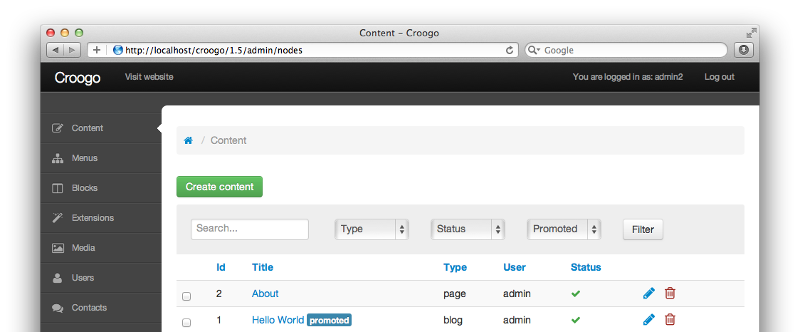 Content – Croogo
http://localhost/croogo/1.5/admin/nodes
Google
Croogo
Visit website
You are logged in as: admin2
Log out
Content
Menus
Blocks
Extensions
Media
Users
Contacts
/ Content
Create content
Search...
Type
Status
Promoted
Filter
Id Title Type User Status
2 About page admin
1 Hello World promoted blog admin